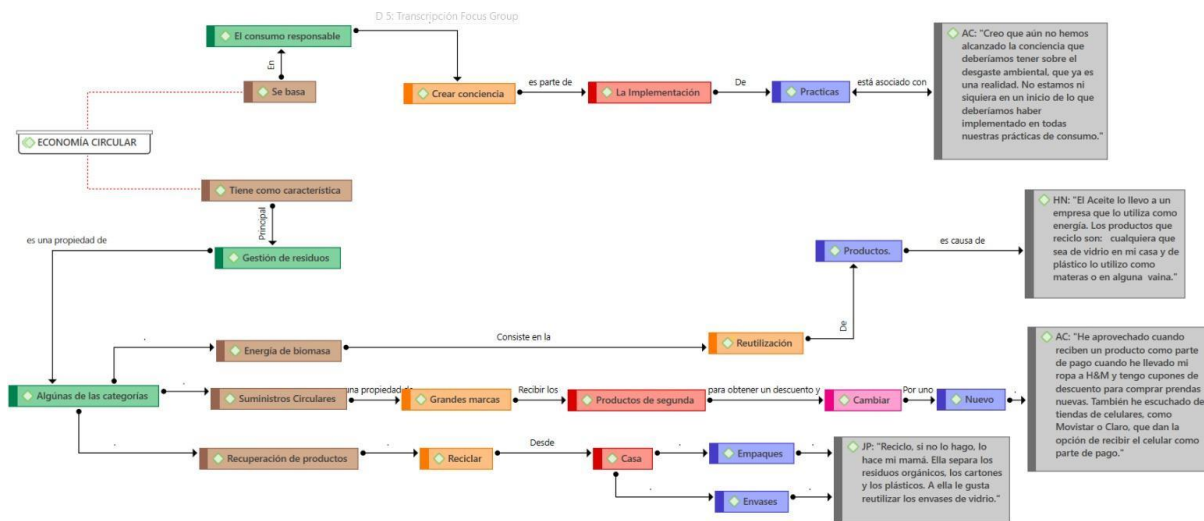 D 5: Transcripción Focus Group
El consumo responsable
En
Se basa
Crear conciencia
es parte de
La Implementación
De
Practicas
está asociado con
AC: "Creo que aún no hemos
alcanzado la conciencia que
deberíamos tener sobre el
desgaste ambiental, que ya es
una realidad. No estamos ni
siquiera en un inicio de lo que
deberíamos haber
implementado en todas
nuestras prácticas de consumo."
ECONOMÍA CIRCULAR
Tiene como característica
Principal
es una propiedad de
Gestión de residuos
Productos.
es causa de
HN: "El Aceite lo llevo a un
empresa que lo utiliza como
energía. Los productos que
reciclo son: cualquiera que
sea de vidrio en mi casa y de
plástico lo utilizo como
materas o en alguna vaina."
De
Energía de biomasa
Consiste en la
Reutilización
Algúnas de las categorias
Suministros Circulares
una propiedad de
Grandes marcas
Recibir los
Productos de segunda
para obtener un descuento y
Cambiar
Por uno
Nuevo
AC: "He aprovechado cuando
reciben un producto como parte
de pago cuando he llevado mi
ropa a H&M y tengo cupones de
descuento para comprar prendas
nuevas. También he escuchado de
tiendas de celulares, como
Movistar o Claro, que dan la
opción de recibir el celular como
parte de pago."
Recuperación de productos
Reciclar
Desde
Casa
Empaques
Envases
JP: "Reciclo, si no lo hago, lo
hace mi mamá. Ella separa los
residuos orgánicos, los cartones
y los plásticos. A ella le gusta
reutilizar los envases de vidrio."